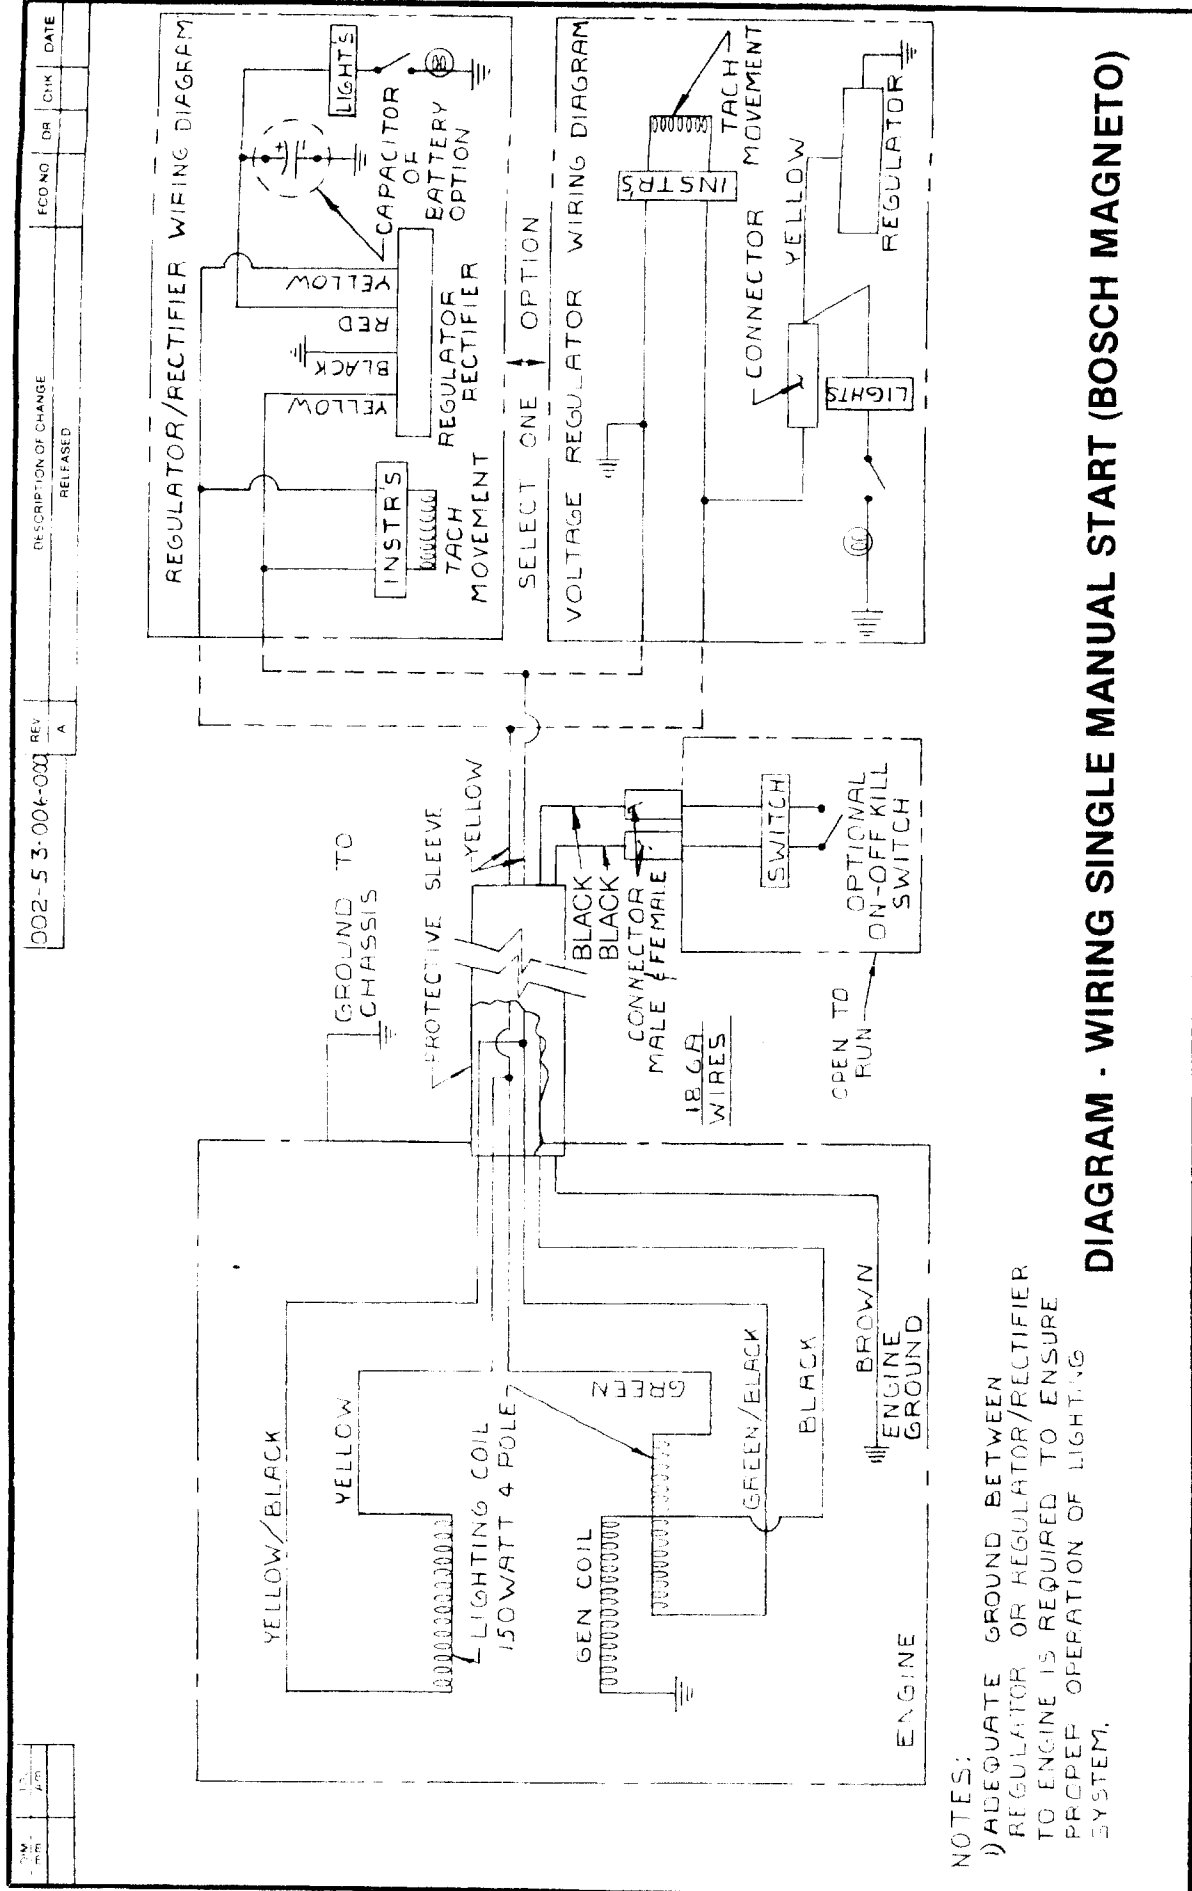 002-53-006-000
REV
A
DESCRIPTION OF CHANGE
RELEASED
ECO NO
DR
CHK
DATE
REGULATOR/RECTIFIER WIRING DIAGRAM
LIGHT'S
CAPACITOR
OF
BATTERY
OPTION
YELLOW
RED
BLACK
YELLOW
REGULATOR
RECTIFIER
INSTR'S
TACH
MOVEMENT
SELECT ONE OPTION
VOLTAGE REGULATOR WIRING DIAGRAM
INSTR'S
TACH
MOVEMENT
CONNECTOR
YELLOW
REGULATOR
LIGHTS
GROUND TO
CHASSIS
PROTECTIVE SLEEVE
YELLOW
BLACK
BLACK
CONNECTOR
MALE & FEMALE
18 GA
WIRES
SWITCH
OPTIONAL
ON-OFF KILL
SWITCH
OPEN TO
RUN
YELLOW/BLACK
YELLOW
LIGHTING COIL
150 WATT 4 POLE
GREEN
GEN COIL
GREEN/BLACK
BLACK
BROWN
ENGINE
GROUND
ENGINE
NOTES:
1) ADEQUATE GROUND BETWEEN
REGULATOR OR REGULATOR/RECTIFIER
TO ENGINE IS REQUIRED TO ENSURE
PROPER OPERATION OF LIGHTING
SYSTEM.
DIAGRAM - WIRING SINGLE MANUAL START (BOSCH MAGNETO)